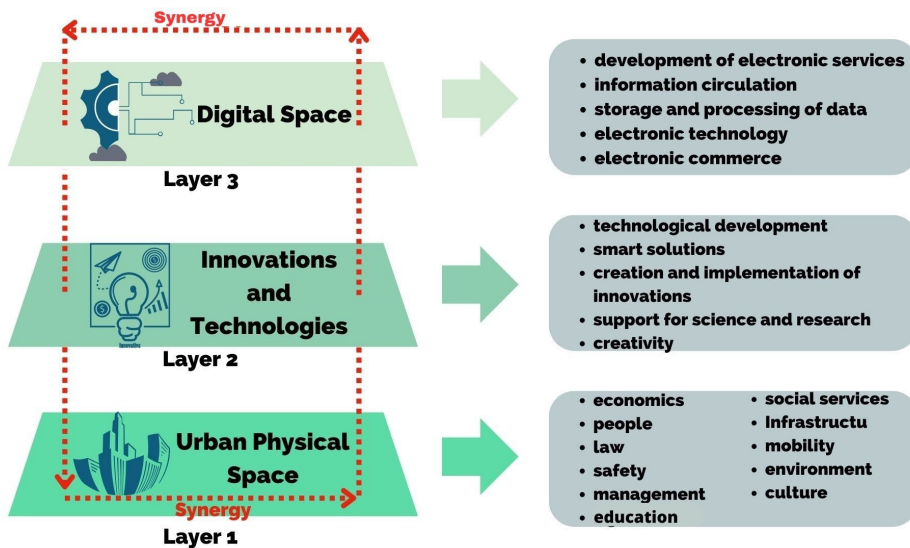 Synergy
Digital Space
Layer 3
• development of electronic services
• information circulation
• storage and processing of data
• electronic technology
• electronic commerce
Innovations
and
Technologies
Innovative
Layer 2
• technological development
• smart solutions
• creation and implementation of
innovations
• support for science and research
• creativity
Urban Physical
Space
Synergy
Layer 1
• economics
• people
• law
• safety
• management
• education
• social services
• Infrastructu
• mobility
• environment
• culture